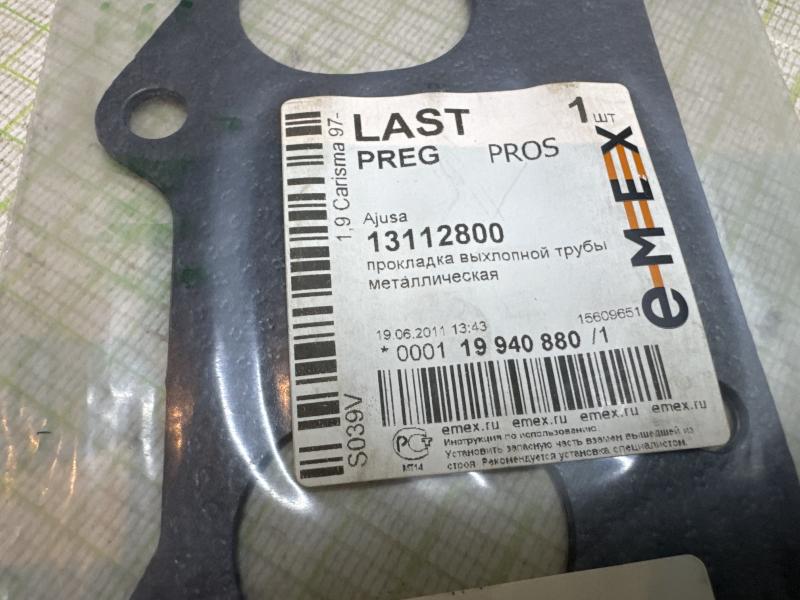 LAST
1 шт
PREG PROS
1,9 Carisma 97-
Ajusa
13112800
прокладка выхлопной трубы
металлическая
e-MEX
19.06.2011 13:43 15609651
* 0001 19 940 880 /1
S039V
emex.ru emex.ru emex.ru emex.ru
РСТ
МТ14
Инструкция по использованию.
Установить запасную часть взамен вышедшей из
строя. Рекомендуется установка специалистом.